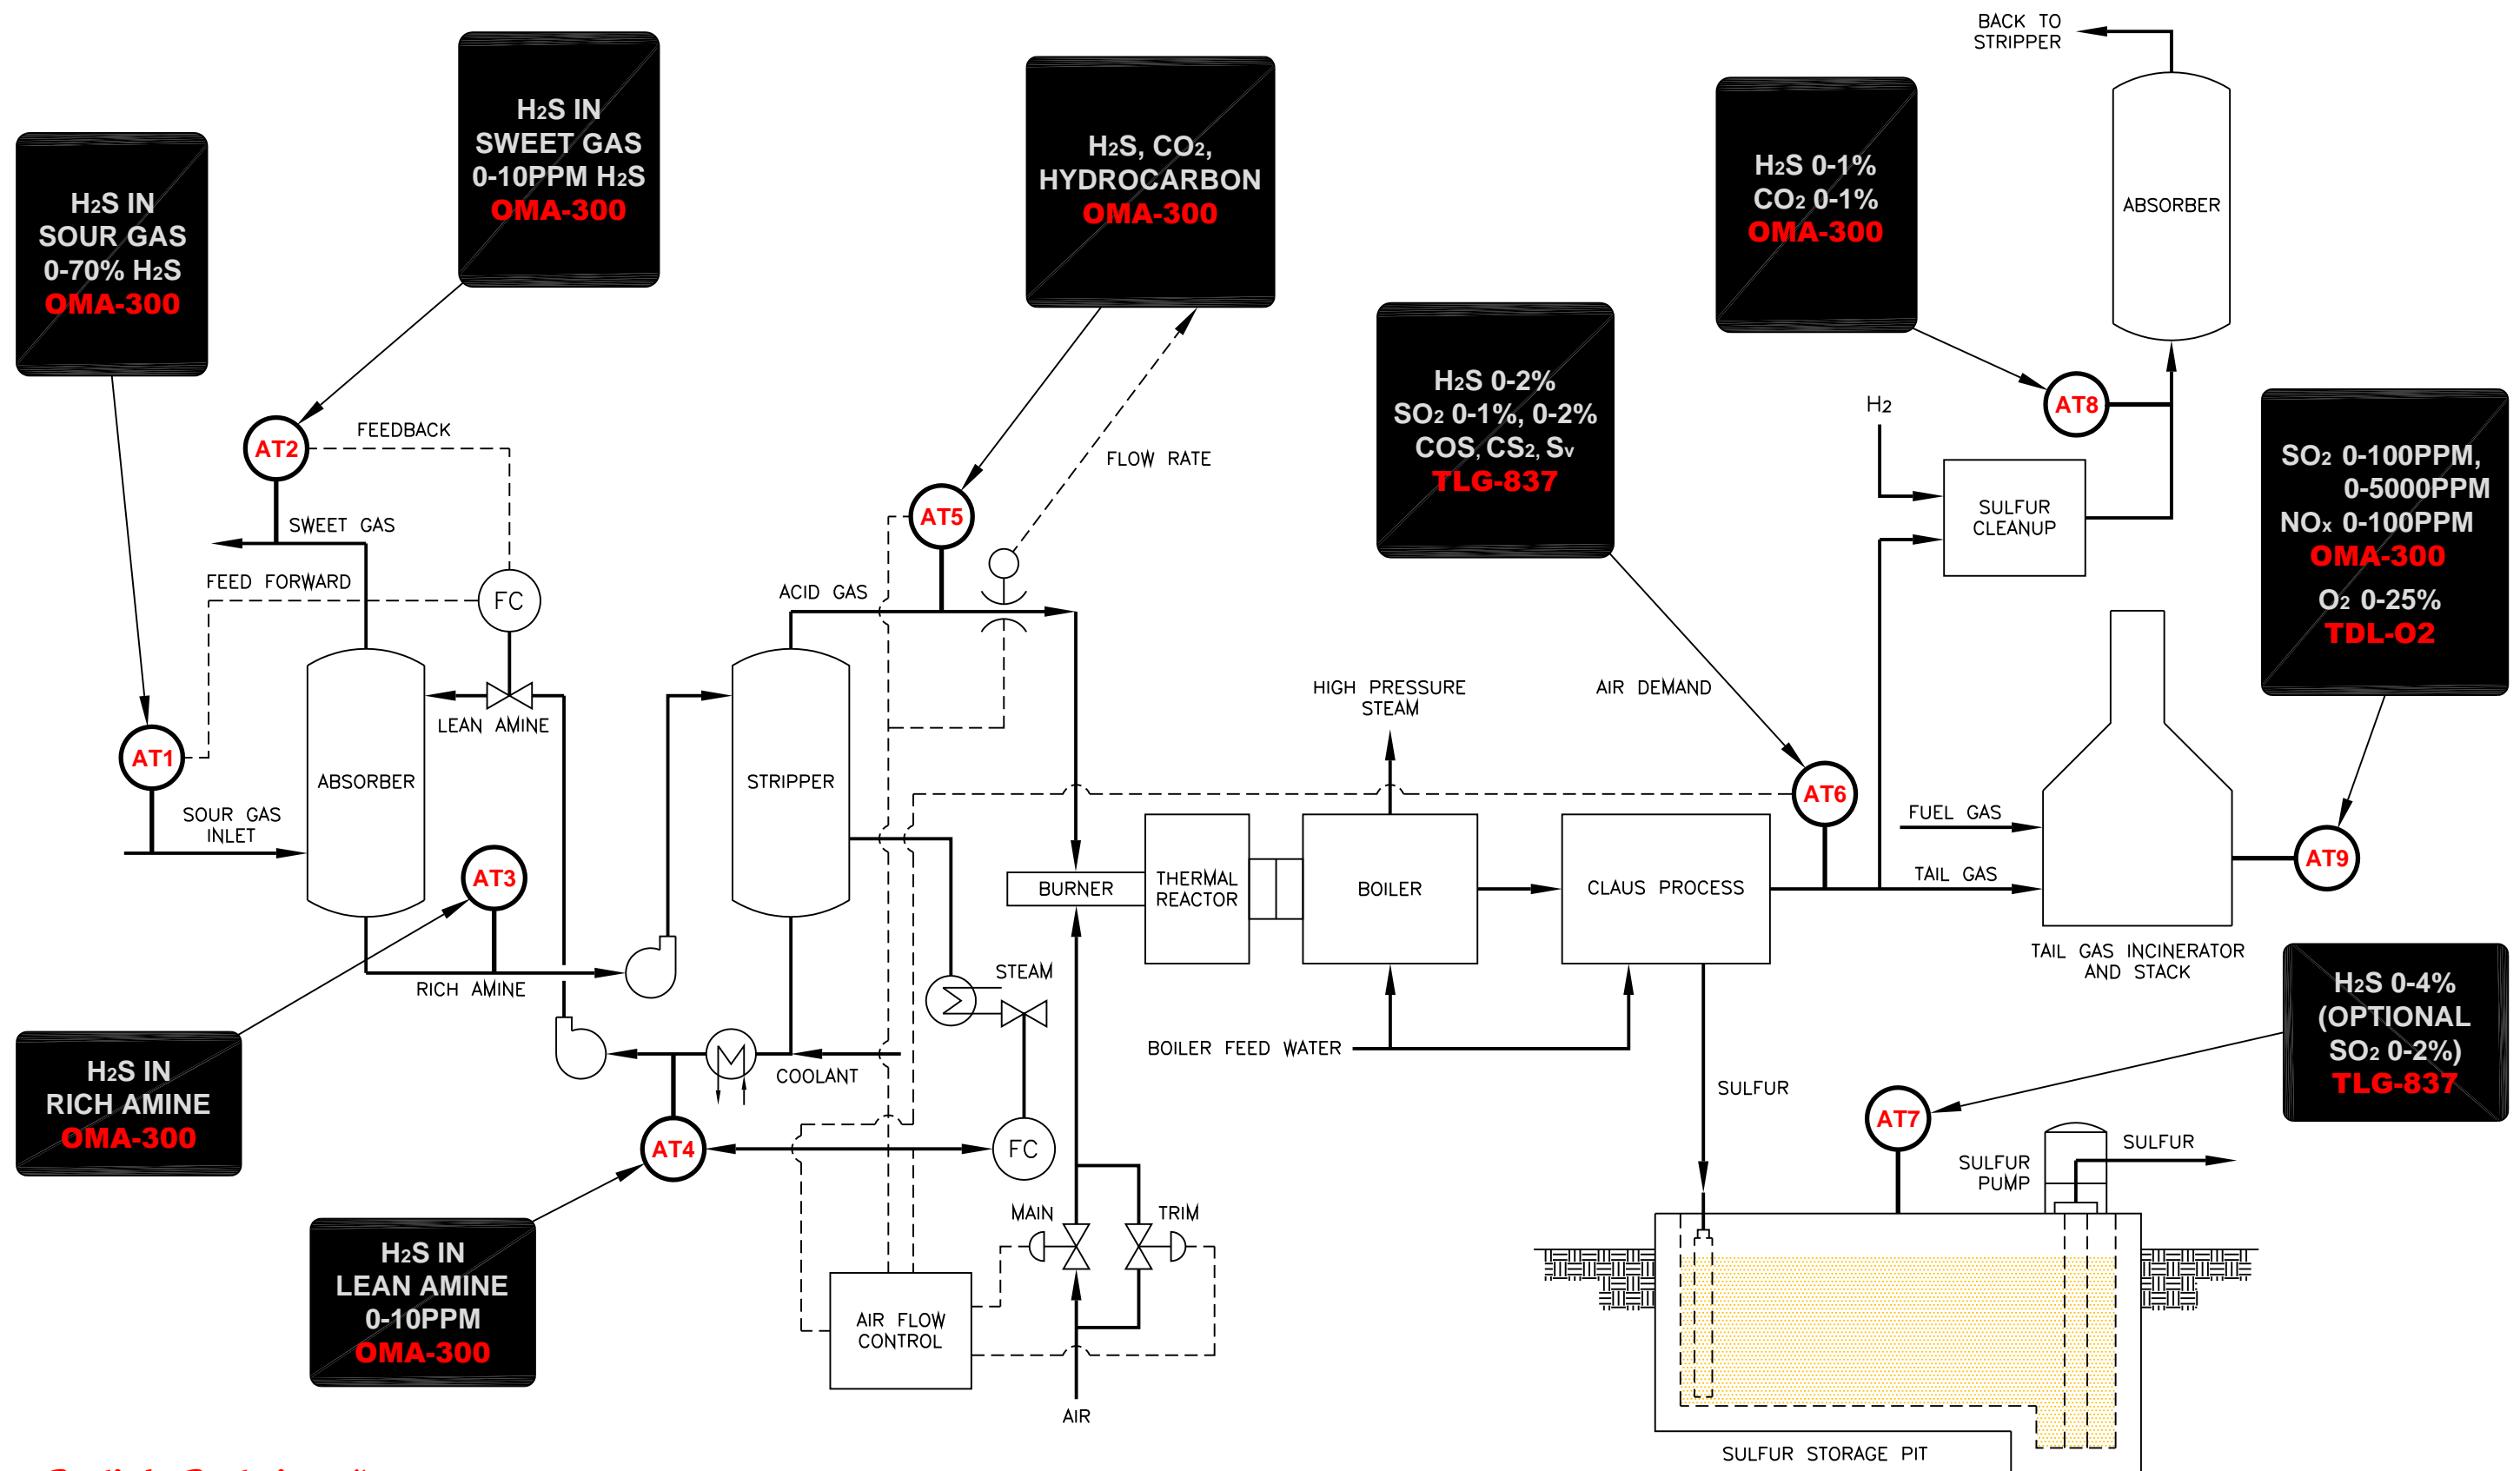 BACK TO
STRIPPER
H2S IN
SWEET GAS
0-10PPM H2S
OMA-300
H2S, CO2,
HYDROCARBON
OMA-300
H2S 0-1%
CO2 0-1%
OMA-300
ABSORBER
H2S IN
SOUR GAS
0-70% H2S
OMA-300
H2S 0-2%
SO2 0-1%, 0-2%
COS, CS2, Sv
TLG-837
AT8
H2
SO2 0-100PPM,
0-5000PPM
NOx 0-100PPM
OMA-300
O2 0-25%
TDL-O2
AT2
FEEDBACK
FLOW RATE
AT5
SULFUR
CLEANUP
SWEET GAS
FEED FORWARD
FC
ACID GAS
LEAN AMINE
HIGH PRESSURE
STEAM
AIR DEMAND
AT1
ABSORBER
STRIPPER
AT6
SOUR GAS
INLET
FUEL GAS
AT3
AT9
BURNER
THERMAL
REACTOR
BOILER
CLAUS PROCESS
TAIL GAS
TAIL GAS INCINERATOR
AND STACK
RICH AMINE
STEAM
H2S 0-4%
(OPTIONAL
SO2 0-2%)
TLG-837
H2S IN
RICH AMINE
OMA-300
COOLANT
BOILER FEED WATER
SULFUR
AT7
AT4
FC
SULFUR
PUMP
SULFUR
MAIN
TRIM
H2S IN
LEAN AMINE
0-10PPM
OMA-300
AIR FLOW
CONTROL
AIR
SULFUR STORAGE PIT